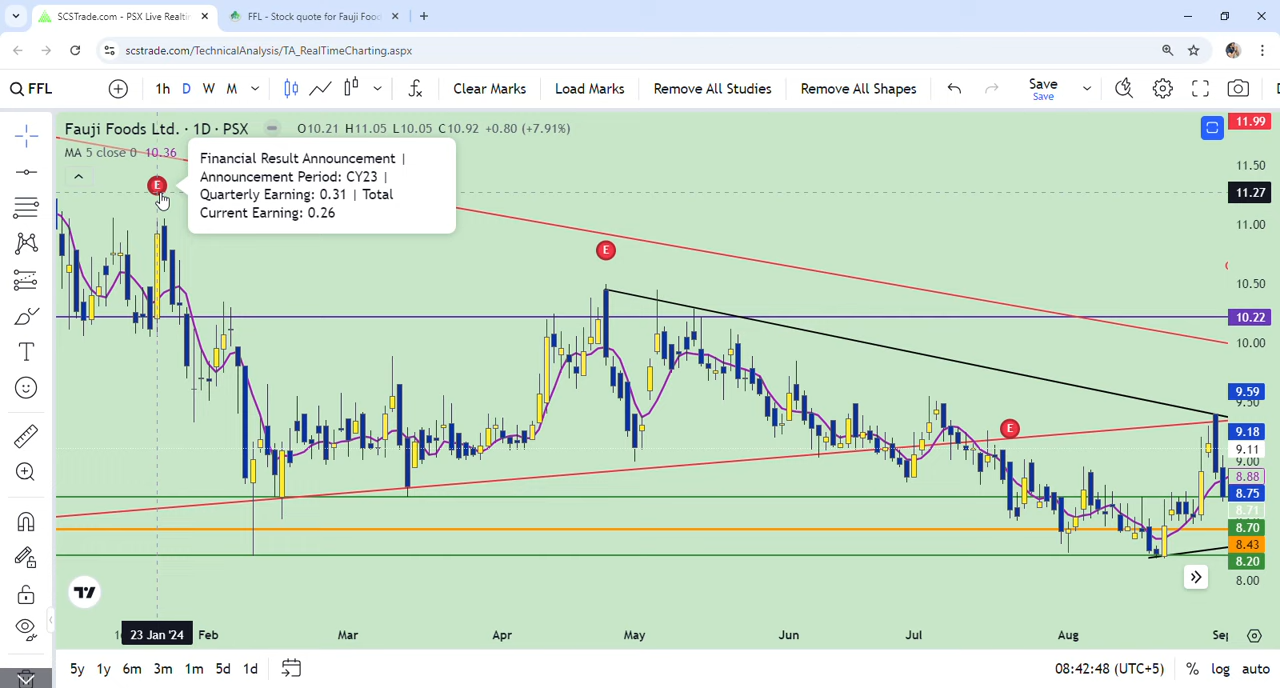 SCSTrade.com - PSX Live Realti
FFL - Stock quote for Fauji Food
scstrade.com/TechnicalAnalysis/TA_RealTimeCharting.aspx
FFL
1h D W M
Clear Marks
Load Marks
Remove All Studies
Remove All Shapes
Save
Save
Fauji Foods Ltd. · 1D · PSX
O10.21 H11.05 L10.05 C10.92 +0.80 (+7.91%)
MA 5 close 0 10.36
Financial Result Announcement |
Announcement Period: CY23 |
Quarterly Earning: 0.31 | Total
Current Earning: 0.26
E
E
E
11.99
11.50
11.27
11.00
10.50
10.22
10.00
9.59
9.50
9.18
9.11
9.00
8.88
8.75
8.71
8.70
8.43
8.20
8.00
23 Jan '24
Feb
Mar
Apr
May
Jun
Jul
Aug
Sep
5y 1y 6m 3m 1m 5d 1d
08:42:48 (UTC+5)
% log auto